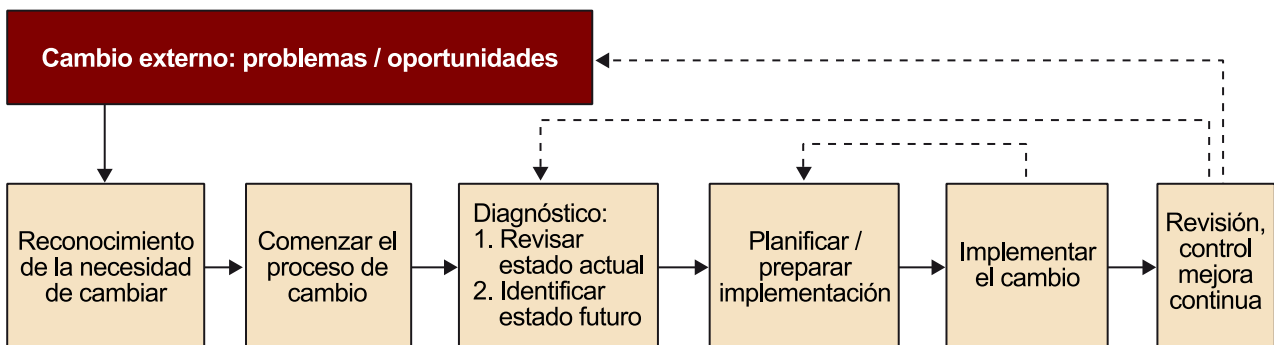 Cambio externo: problemas / oportunidades
Reconocimiento
de la necesidad
de cambiar
Comenzar el
proceso de
cambio
Diagnóstico:
1. Revisar
estado actual
2. Identificar
estado futuro
Planificar /
preparar
implementación
Implementar
el cambio
Revisión,
control
mejora
continua